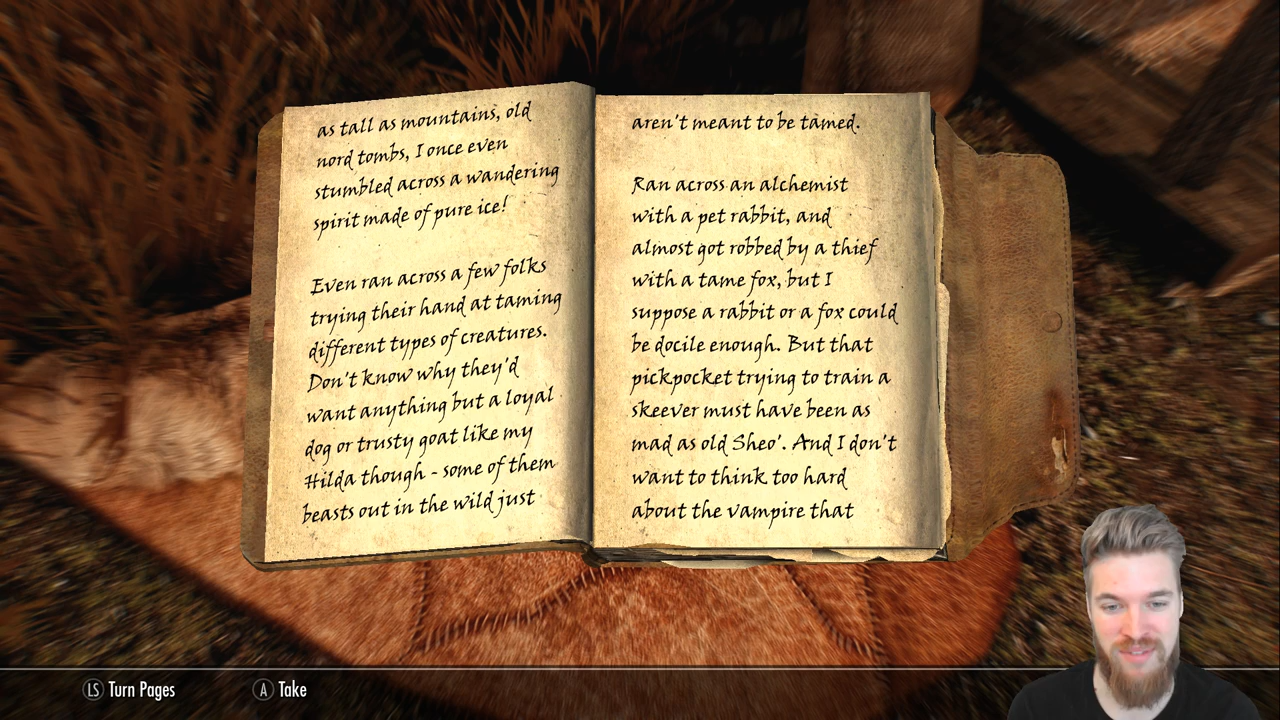 as tall as mountains, old
nord tombs, I once even
stumbled across a wandering
spirit made of pure ice!
Even ran across a few folks
trying their hand at taming
different types of creatures.
Don't know why they'd
want anything but a loyal
dog or trusty goat like my
Hilda though - some of them
beasts out in the wild just
aren't meant to be tamed.
Ran across an alchemist
with a pet rabbit, and
almost got robbed by a thief
with a tame fox, but I
suppose a rabbit or a fox could
be docile enough. But that
pickpocket trying to train a
skeever must have been as
mad as old Sheo'. And I don't
want to think too hard
about the vampire that
LS Turn Pages
A Take